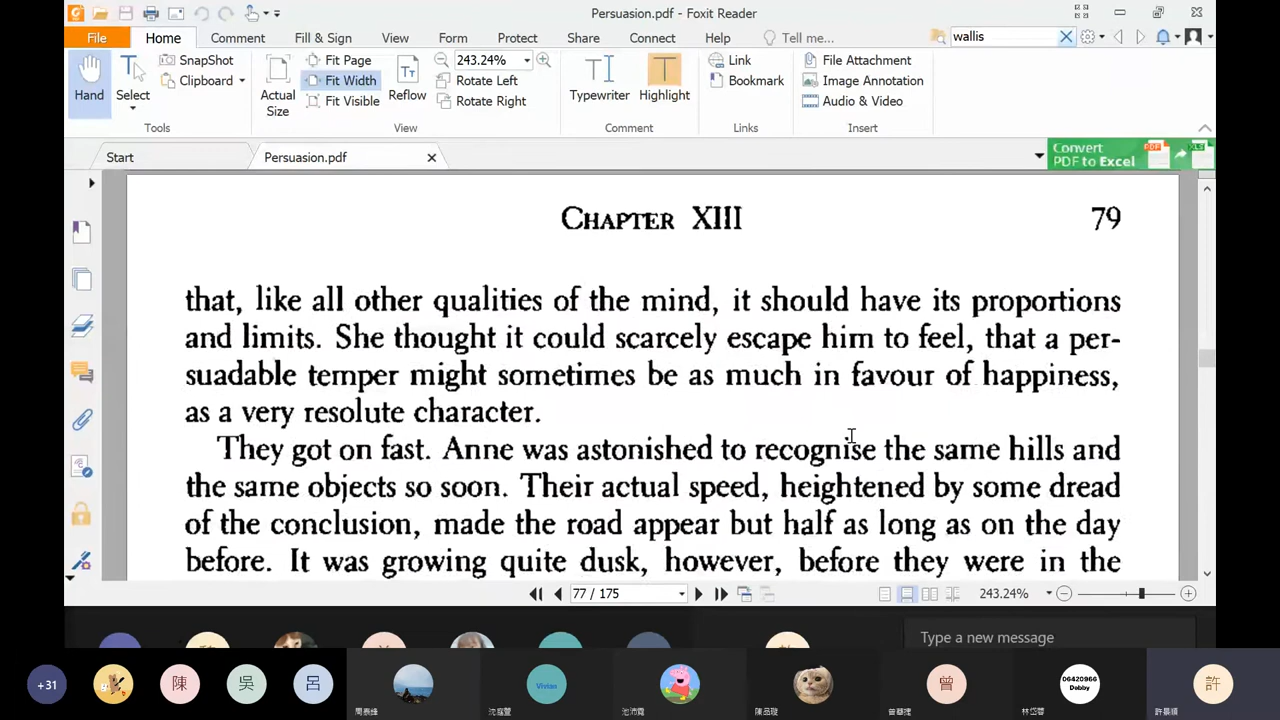 Persuasion.pdf - Foxit Reader
File Home Comment Fill & Sign View Form Protect Share Connect Help Tell me... wallis
Hand Select SnapShot Clipboard Actual Size Fit Page Fit Width Fit Visible Reflow 243.24% Rotate Left Rotate Right Typewriter Highlight Link Bookmark File Attachment Image Annotation Audio & Video
Tools View Comment Links Insert
Start Persuasion.pdf Convert PDF to Excel
CHAPTER XIII 79
that, like all other qualities of the mind, it should have its proportions
and limits. She thought it could scarcely escape him to feel, that a per-
suadable temper might sometimes be as much in favour of happiness,
as a very resolute character.
They got on fast. Anne was astonished to recognise the same hills and
the same objects so soon. Their actual speed, heightened by some dread
of the conclusion, made the road appear but half as long as on the day
before. It was growing quite dusk, however, before they were in the
77 / 175 243.24%
Type a new message
+31 陳 吳 呂 Vivian 曾 06420966 Debby 許